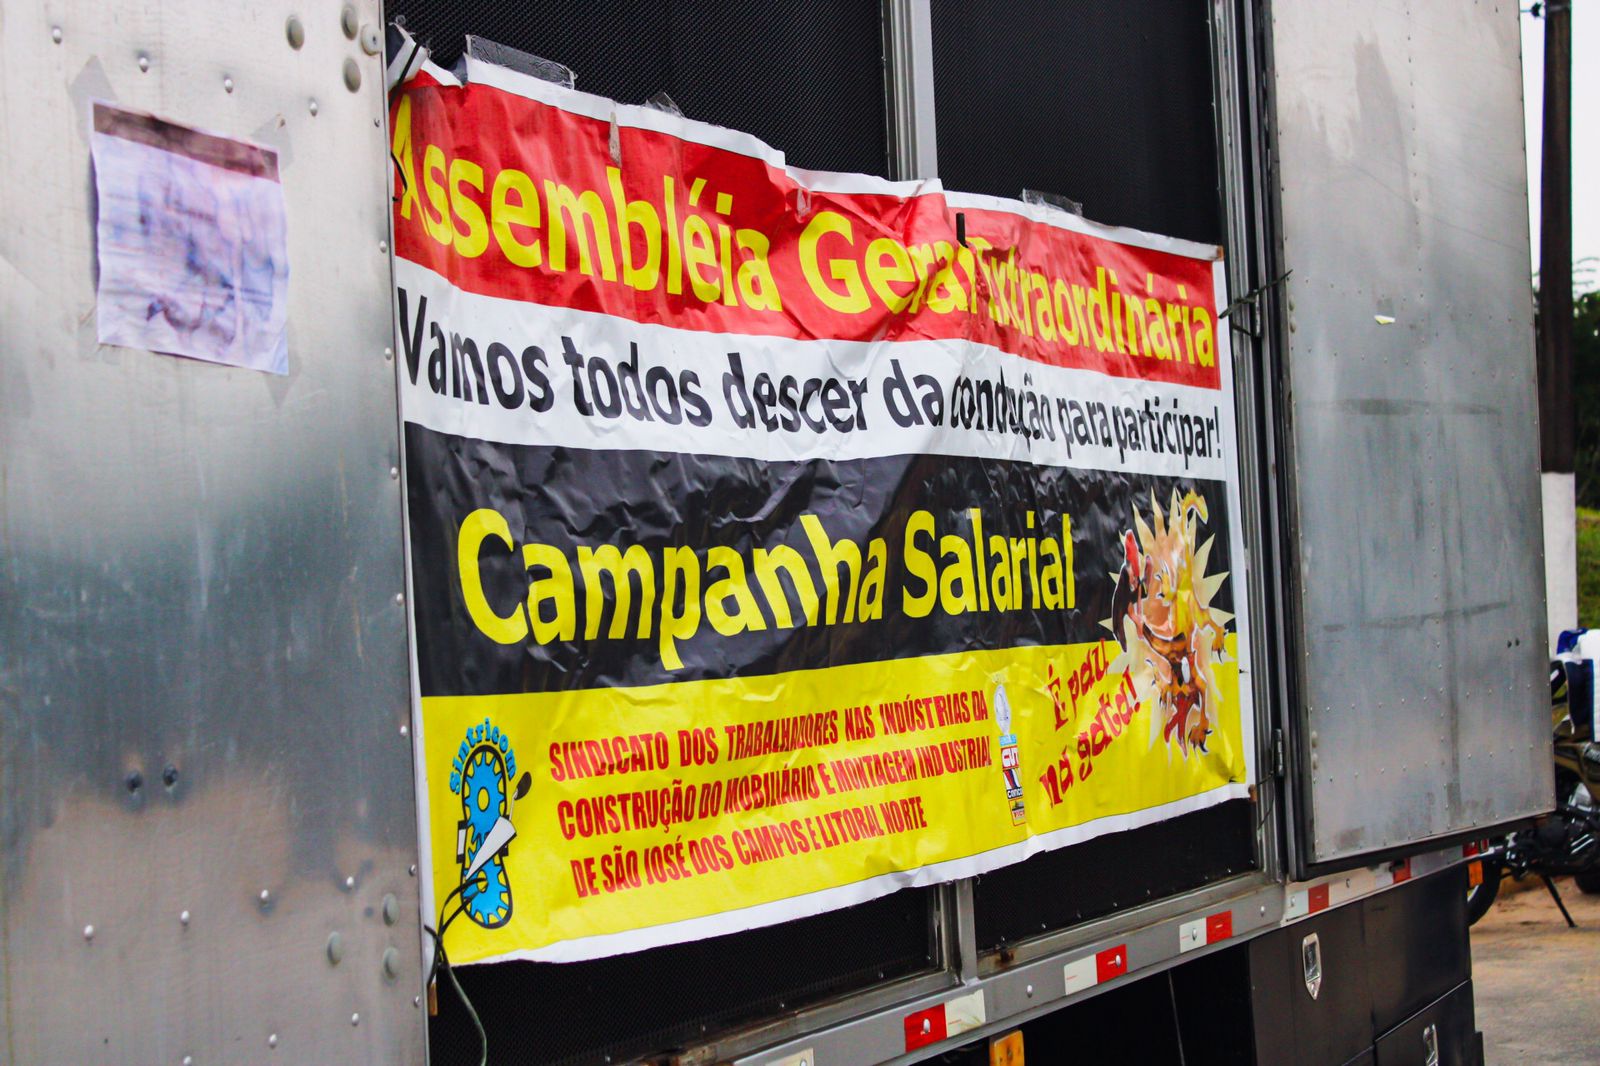 Assembléia Geral Extraordinária
Vamos todos descer da condução para participar!
Campanha Salarial
É pau
na gata!
Sintricom
SINDICATO DOS TRABALHADORES NAS INDÚSTRIAS DA
CONSTRUÇÃO DO MOBILIÁRIO E MONTAGEM INDUSTRIAL
DE SÃO JOSÉ DOS CAMPOS E LITORAL NORTE
CUT